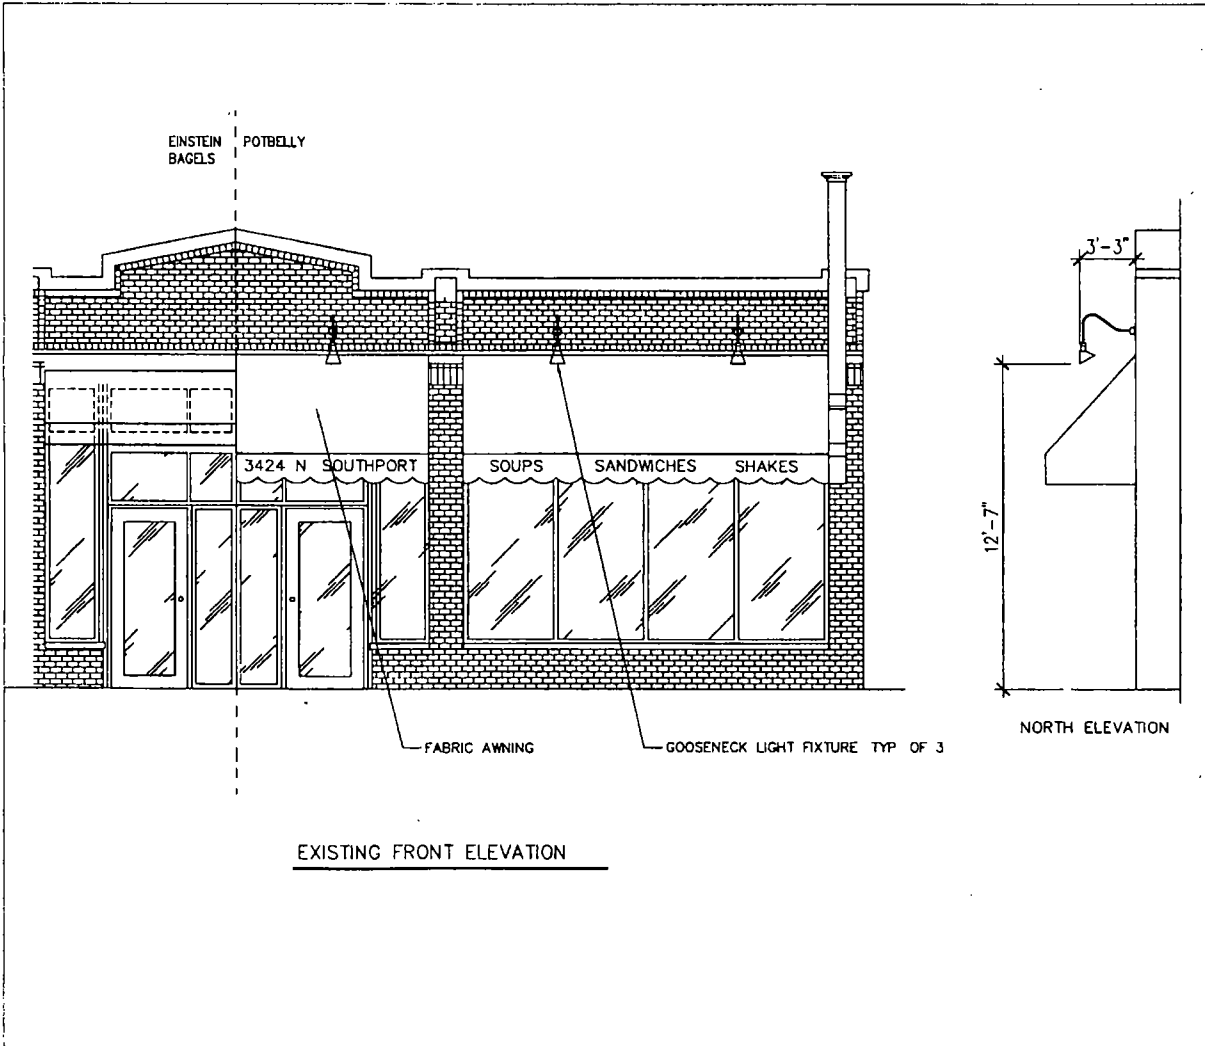 EINSTEIN
BAGELS
POTBELLY
3'-3"
3424 N SOUTHPORT
SOUPS SANDWICHES SHAKES
12'-7"
NORTH ELEVATION
FABRIC AWNING
GOOSENECK LIGHT FIXTURE TYP OF 3
EXISTING FRONT ELEVATION